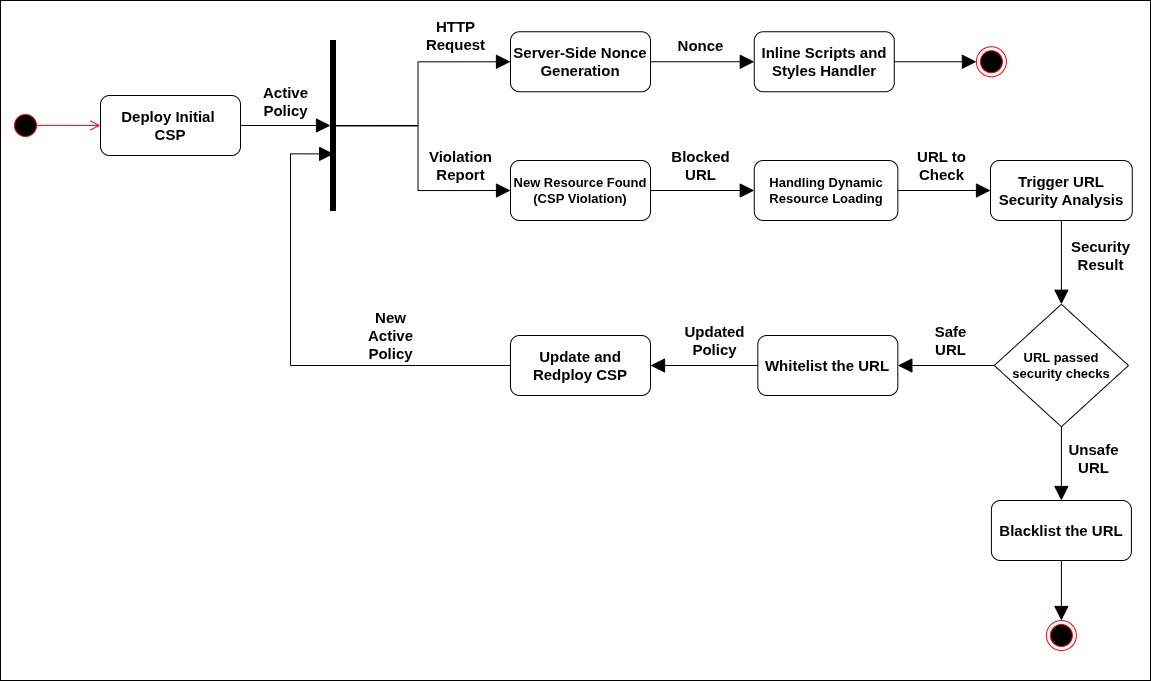 HTTP
Request
Server-Side Nonce
Generation
Nonce
Inline Scripts and
Styles Handler
Deploy Initial
CSP
Active
Policy
Violation
Report
New Resource Found
(CSP Violation)
Blocked
URL
Handling Dynamic
Resource Loading
URL to
Check
Trigger URL
Security Analysis
Security
Result
URL passed
security checks
Safe
URL
Whitelist the URL
Updated
Policy
Update and
Redploy CSP
New
Active
Policy
Unsafe
URL
Blacklist the URL